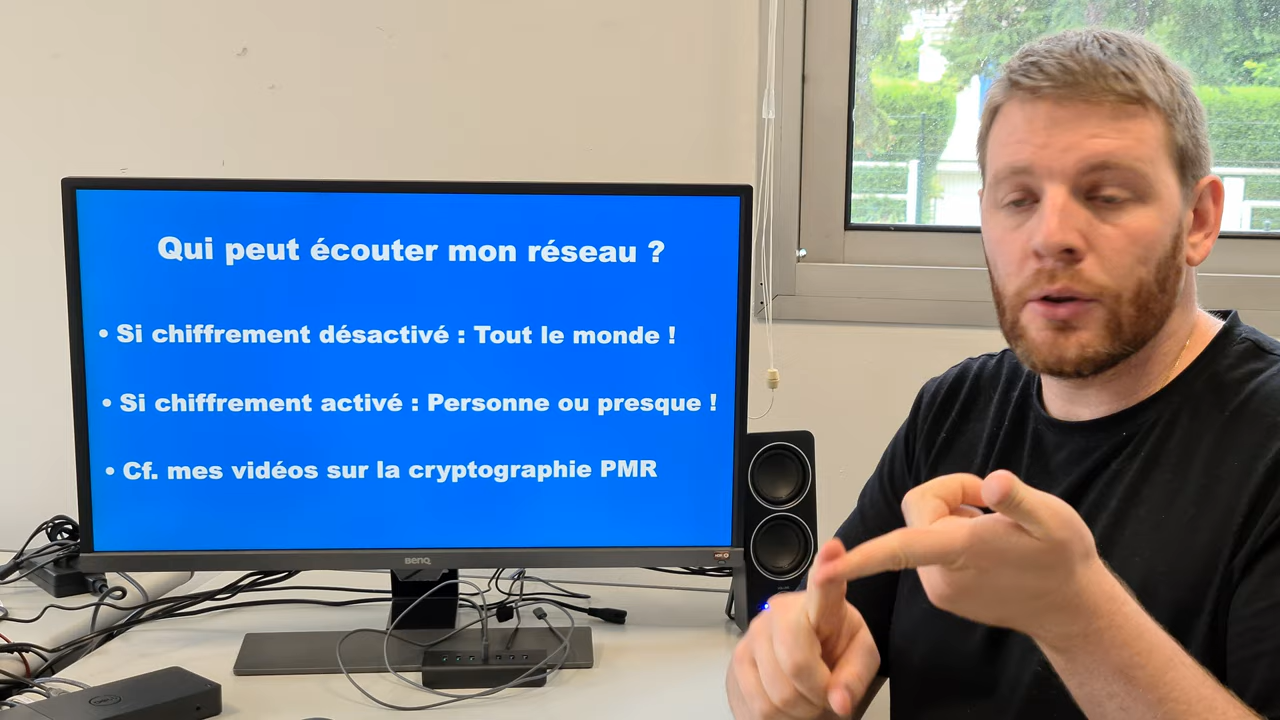 Qui peut écouter mon réseau ?
• Si chiffrement désactivé : Tout le monde !
• Si chiffrement activé : Personne ou presque !
• Cf. mes vidéos sur la cryptographie PMR
BenQ
DELL